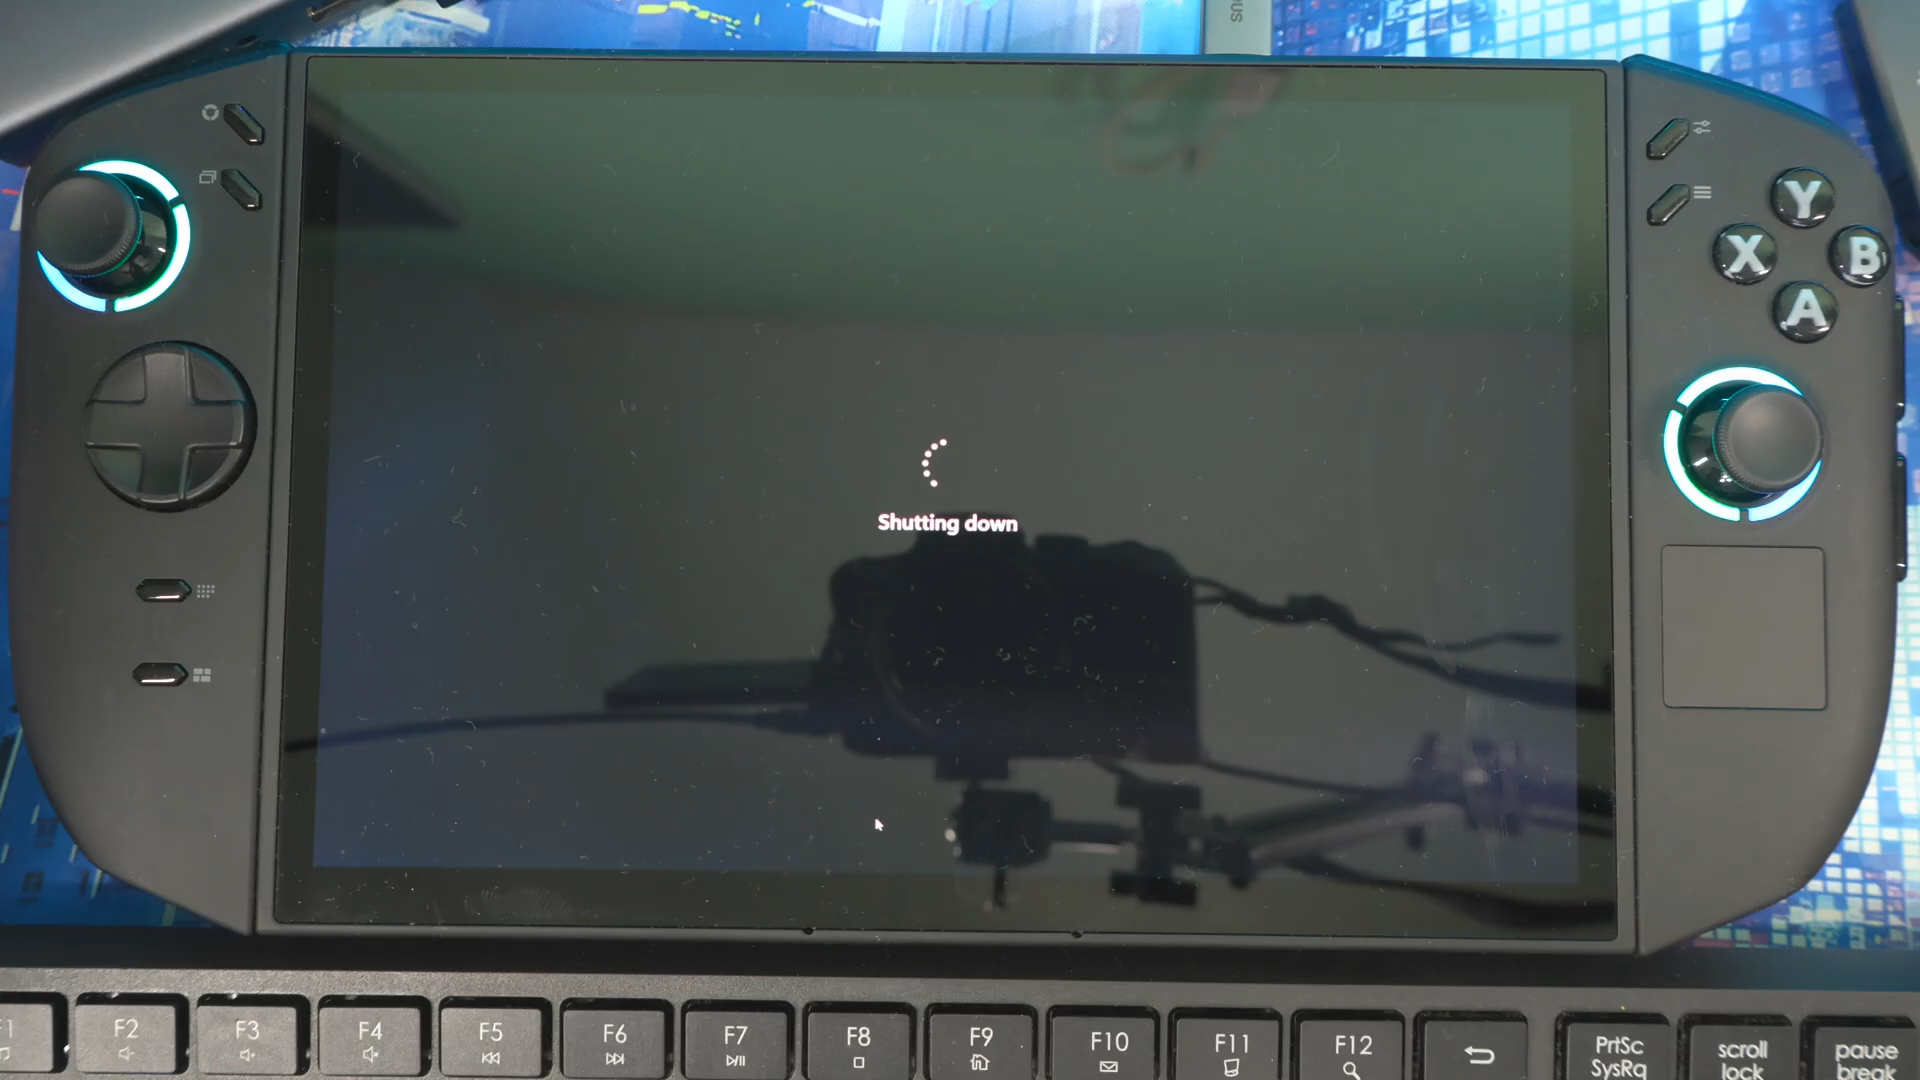 Y
X
B
A
Shutting down
F2
F3
F4
F5
F6
F7
F8
F9
F10
F11
F12
PrtSc
SysRq
scroll
lock
pause
break